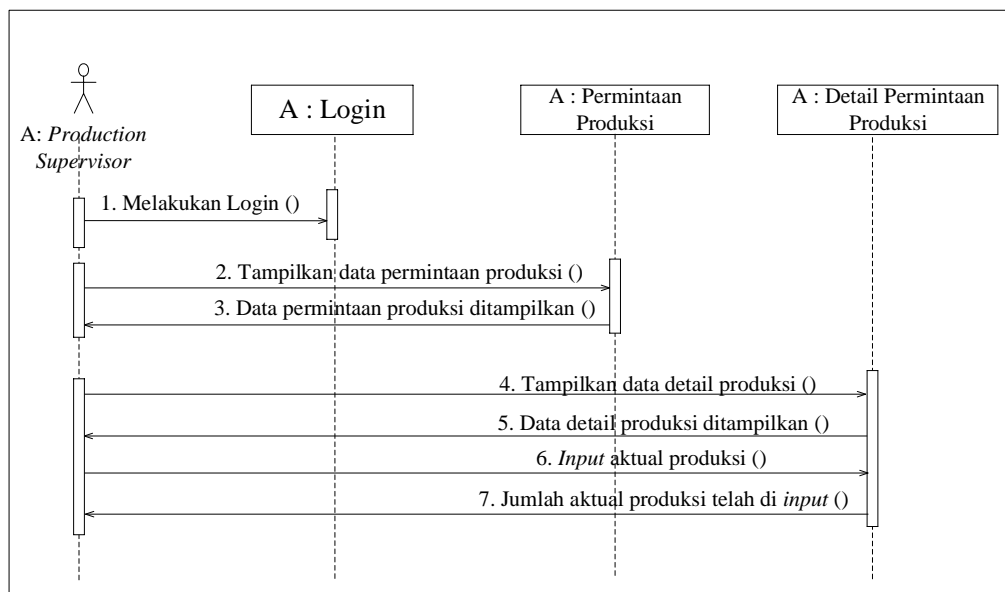 A: Production
Supervisor
A : Login
A : Permintaan
Produksi
A : Detail Permintaan
Produksi
1. Melakukan Login ()
2. Tampilkan data permintaan produksi ()
3. Data permintaan produksi ditampilkan ()
4. Tampilkan data detail produksi ()
5. Data detail produksi ditampilkan ()
6. Input aktual produksi ()
7. Jumlah aktual produksi telah di input ()